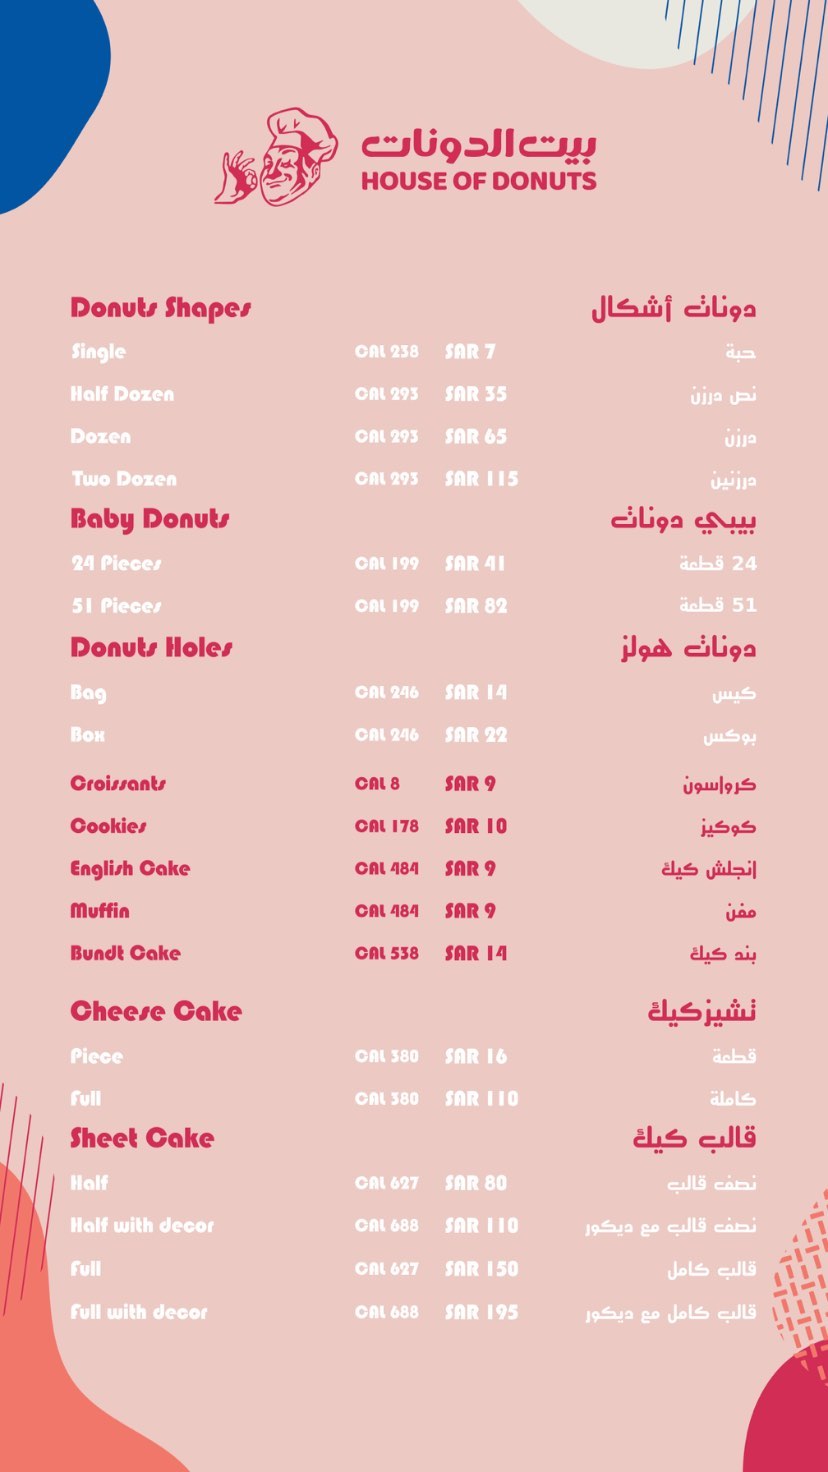 بيت الدونات
HOUSE OF DONUTS
Donuts Shapes دونات أشكال
Single CAL 238 SAR 7 حبة
Half Dozen CAL 293 SAR 35 نص درزن
Dozen CAL 293 SAR 65 درزن
Two Dozen CAL 293 SAR 115 درزنين
Baby Donuts بيبي دونات
24 Pieces CAL 199 SAR 41 24 قطعة
51 Pieces CAL 199 SAR 82 51 قطعة
Donuts Holes دونات هولز
Bag CAL 246 SAR 14 كيس
Box CAL 246 SAR 22 بوكس
Croissants CAL 8 SAR 9 كرواسون
Cookies CAL 178 SAR 10 كوكيز
English Cake CAL 484 SAR 9 إنجلش كيك
Muffin CAL 484 SAR 9 مفن
Bundt Cake CAL 538 SAR 14 بند كيك
Cheese Cake تشيزكيك
Piece CAL 380 SAR 16 قطعة
Full CAL 380 SAR 110 كاملة
Sheet Cake قالب كيك
Half CAL 627 SAR 80 نصف قالب
Half with decor CAL 688 SAR 110 نصف قالب مع ديكور
Full CAL 627 SAR 150 قالب كامل
Full with decor CAL 688 SAR 195 قالب كامل مع ديكور